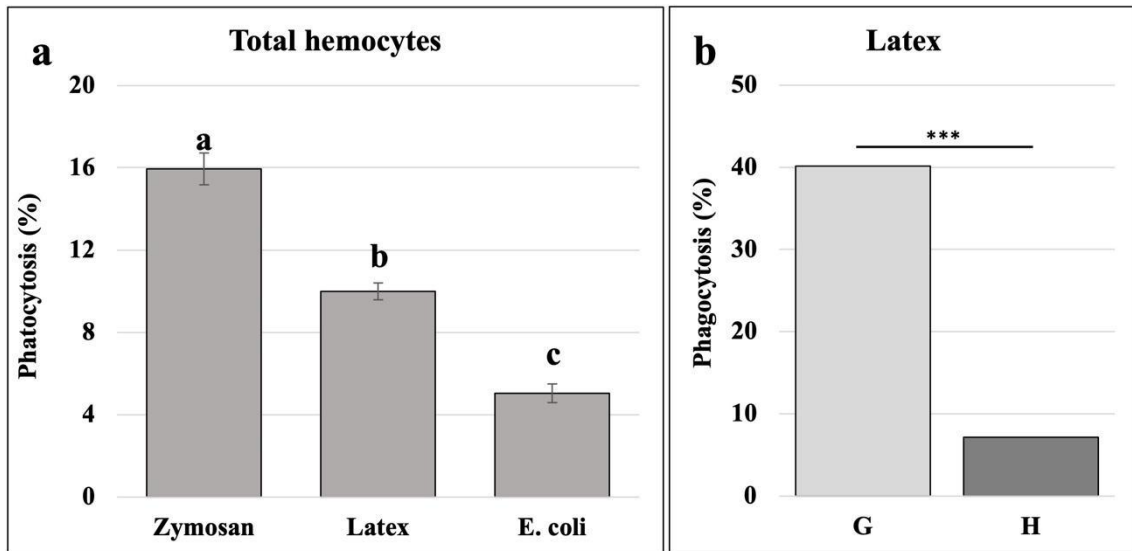 a
Total hemocytes
Phatocytosis (%)
20
16
12
8
4
0
a
b
c
Zymosan Latex E. coli
b
Latex
Phagocytosis (%)
50
40
30
20
10
0
***
G H